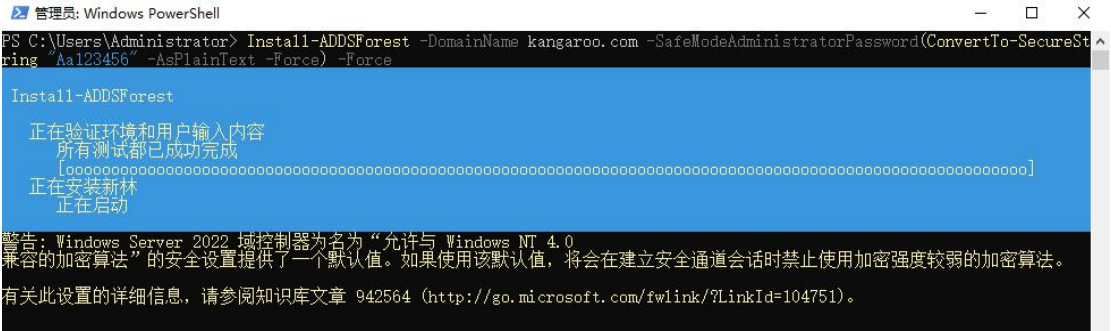 管理员: Windows PowerShell
PS C:\Users\Administrator> Install-ADDSForest -DomainName kangaroo.com -SafeModeAdministratorPassword(ConvertTo-SecureSt
ring "Aa123456" -AsPlainText -Force) -Force
Install-ADDSForest
正在验证环境和用户输入内容
所有测试都已成功完成
[oooooooooooooooooooooooooooooooooooooooooooooooooooooooooooooooooooooooooooooooooooooooooooooooooooooooooo]
正在安装新林
正在启动
警告: Windows Server 2022 域控制器为名为“允许与 Windows NT 4.0
兼容的加密算法”的安全设置提供了一个默认值。如果使用该默认值，将会在建立安全通道会话时禁止使用加密强度较弱的加密算法。
有关此设置的详细信息，请参阅知识库文章 942564 (http://go.microsoft.com/fwlink/?LinkId=104751)。